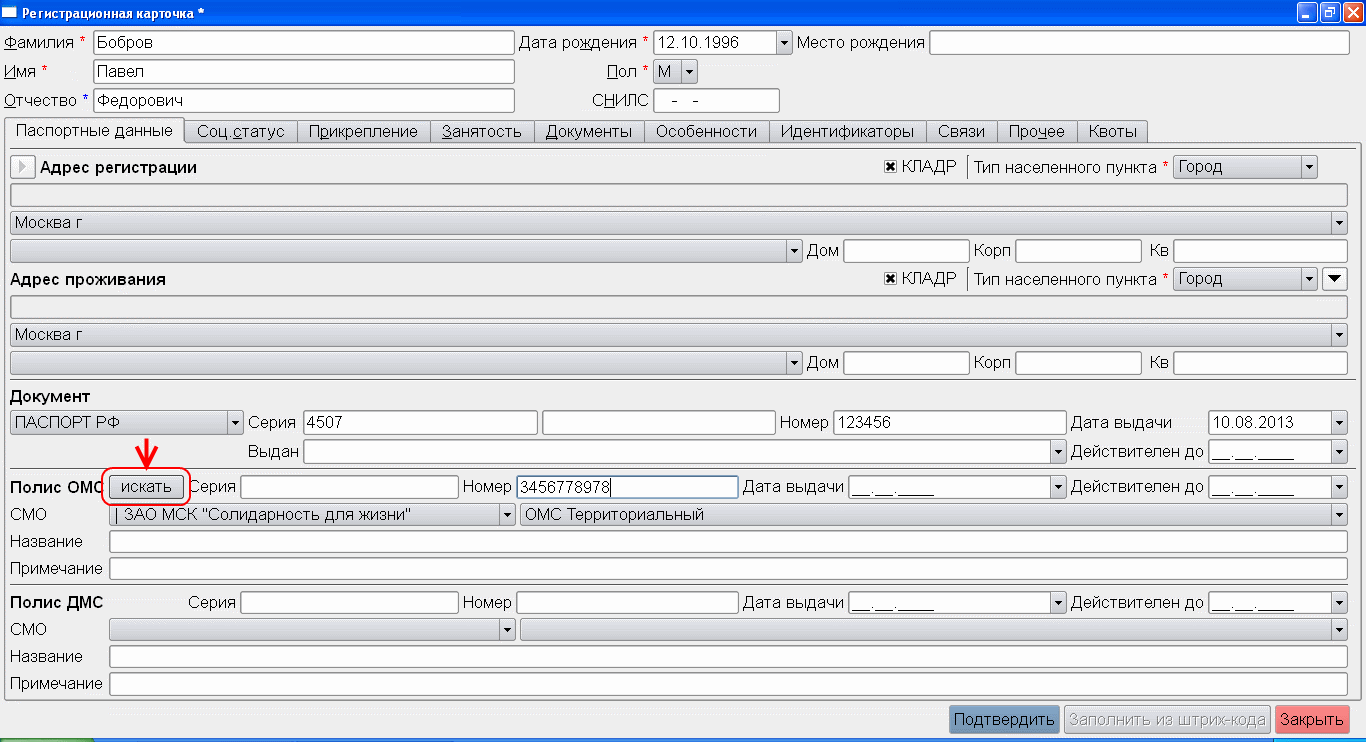 Регистрационная карточка *
Фамилия * Бобров Дата рождения * 12.10.1996 Место рождения
Имя * Павел Пол * М
Отчество * Федорович СНИЛС - -
Паспортные данные Соц.статус Прикрепление Занятость Документы Особенности Идентификаторы Связи Прочее Квоты
Адрес регистрации КЛАДР Тип населенного пункта * Город
Москва г
Дом Корп Кв
Адрес проживания КЛАДР Тип населенного пункта * Город
Москва г
Дом Корп Кв
Документ
ПАСПОРТ РФ Серия 4507 Номер 123456 Дата выдачи 10.08.2013
Выдан Действителен до __.__.____
Полис ОМС искать Серия Номер 3456778978 Дата выдачи __.__.____ Действителен до __.__.____
СМО | ЗАО МСК "Солидарность для жизни" ОМС Территориальный
Название
Примечание
Полис ДМС Серия Номер Дата выдачи __.__.____ Действителен до __.__.____
СМО
Название
Примечание
Подтвердить Заполнить из штрих-кода Закрыть